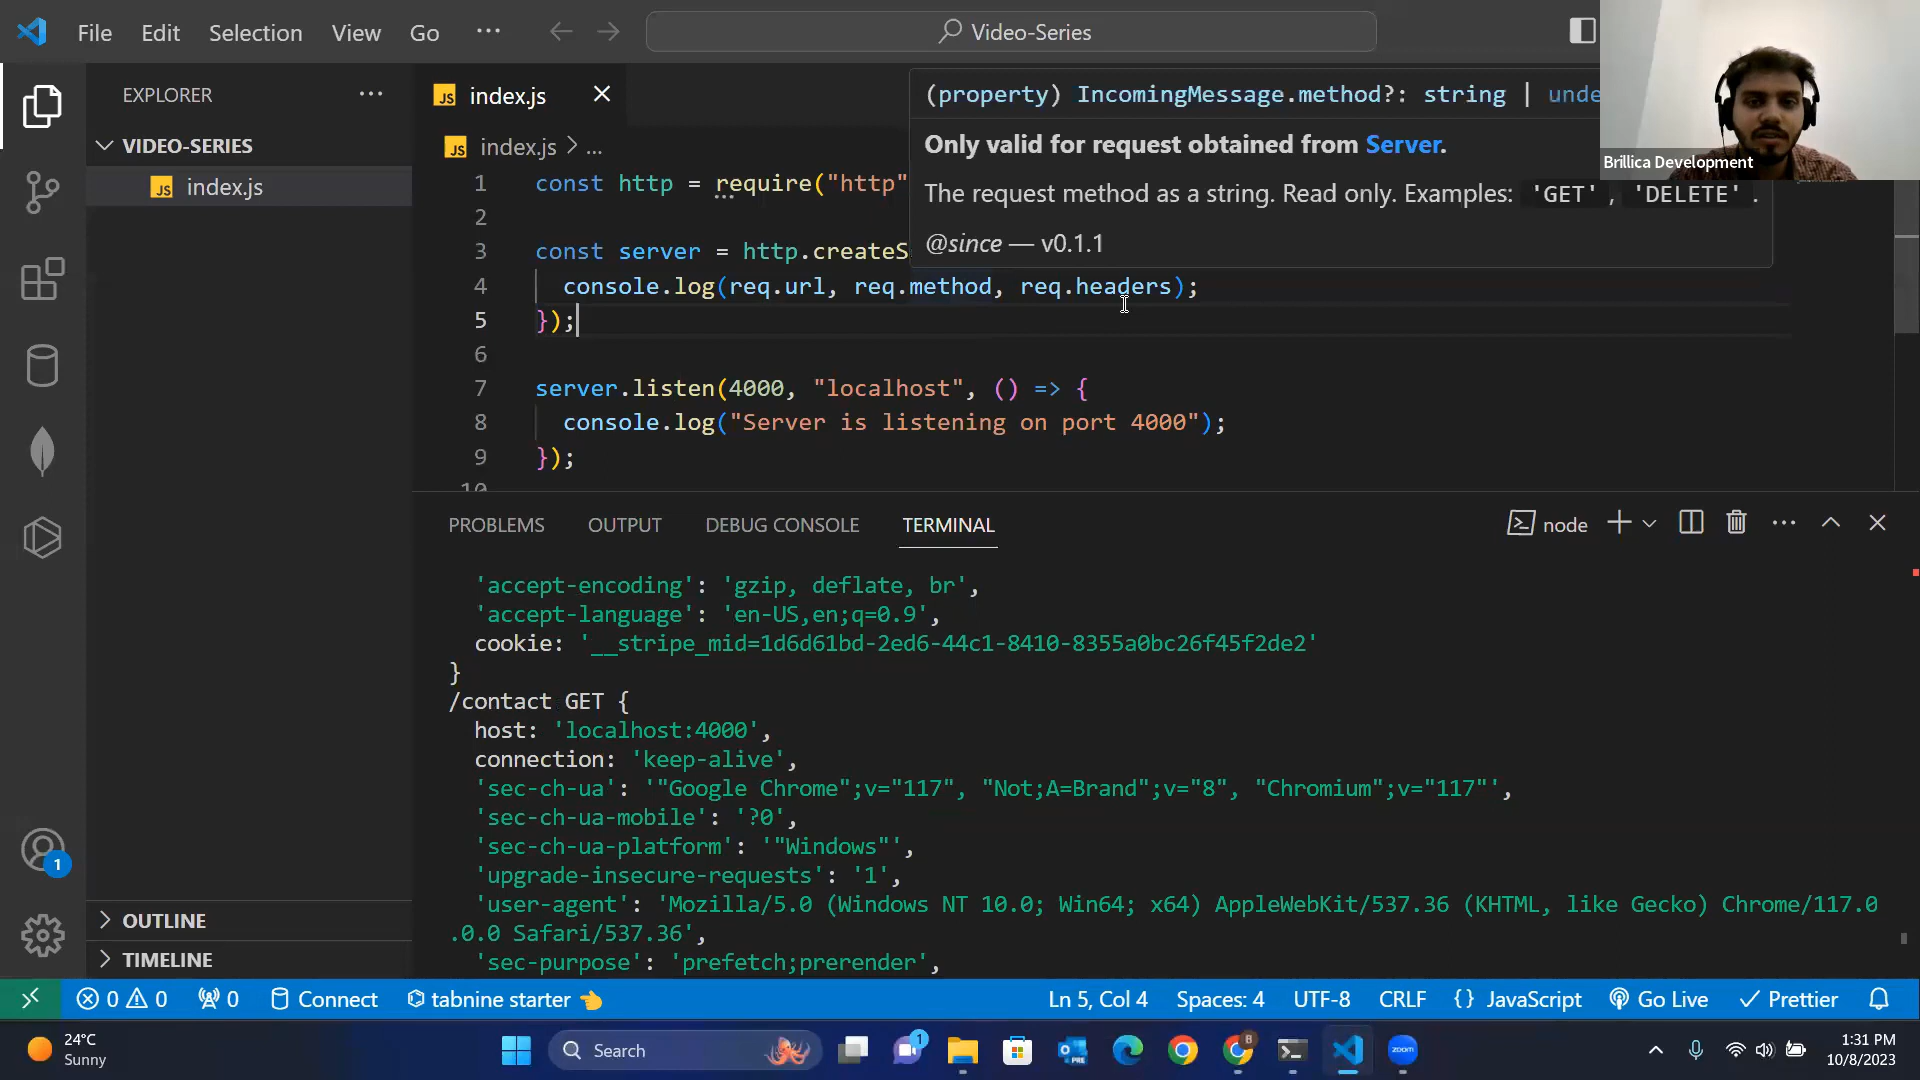 File Edit Selection View Go ...
Video-Series
EXPLORER ...
VIDEO-SERIES
JS index.js
OUTLINE
TIMELINE
JS index.js
JS index.js > ...
1 const http = require("http"
2
3 const server = http.createS
4 console.log(req.url, req.method, req.headers);
5 });
6
7 server.listen(4000, "localhost", () => {
8 console.log("Server is listening on port 4000");
9 });
10
(property) IncomingMessage.method?: string | unde
Only valid for request obtained from Server.
The request method as a string. Read only. Examples: 'GET', 'DELETE'.
@since — v0.1.1
Brillica Development
PROBLEMS OUTPUT DEBUG CONSOLE TERMINAL
node
'accept-encoding': 'gzip, deflate, br',
'accept-language': 'en-US,en;q=0.9',
cookie: '__stripe_mid=1d6d61bd-2ed6-44c1-8410-8355a0bc26f45f2de2'
}
/contact GET {
host: 'localhost:4000',
connection: 'keep-alive',
'sec-ch-ua': '"Google Chrome";v="117", "Not;A=Brand";v="8", "Chromium";v="117"',
'sec-ch-ua-mobile': '?0',
'sec-ch-ua-platform': '"Windows"',
'upgrade-insecure-requests': '1',
'user-agent': 'Mozilla/5.0 (Windows NT 10.0; Win64; x64) AppleWebKit/537.36 (KHTML, like Gecko) Chrome/117.0
.0.0 Safari/537.36',
'sec-purpose': 'prefetch;prerender',
1
0 0 0 Connect tabnine starter Ln 5, Col 4 Spaces: 4 UTF-8 CRLF {} JavaScript Go Live Prettier
24°C
Sunny
Search
1
PRE
B
zoom
1:31 PM
10/8/2023